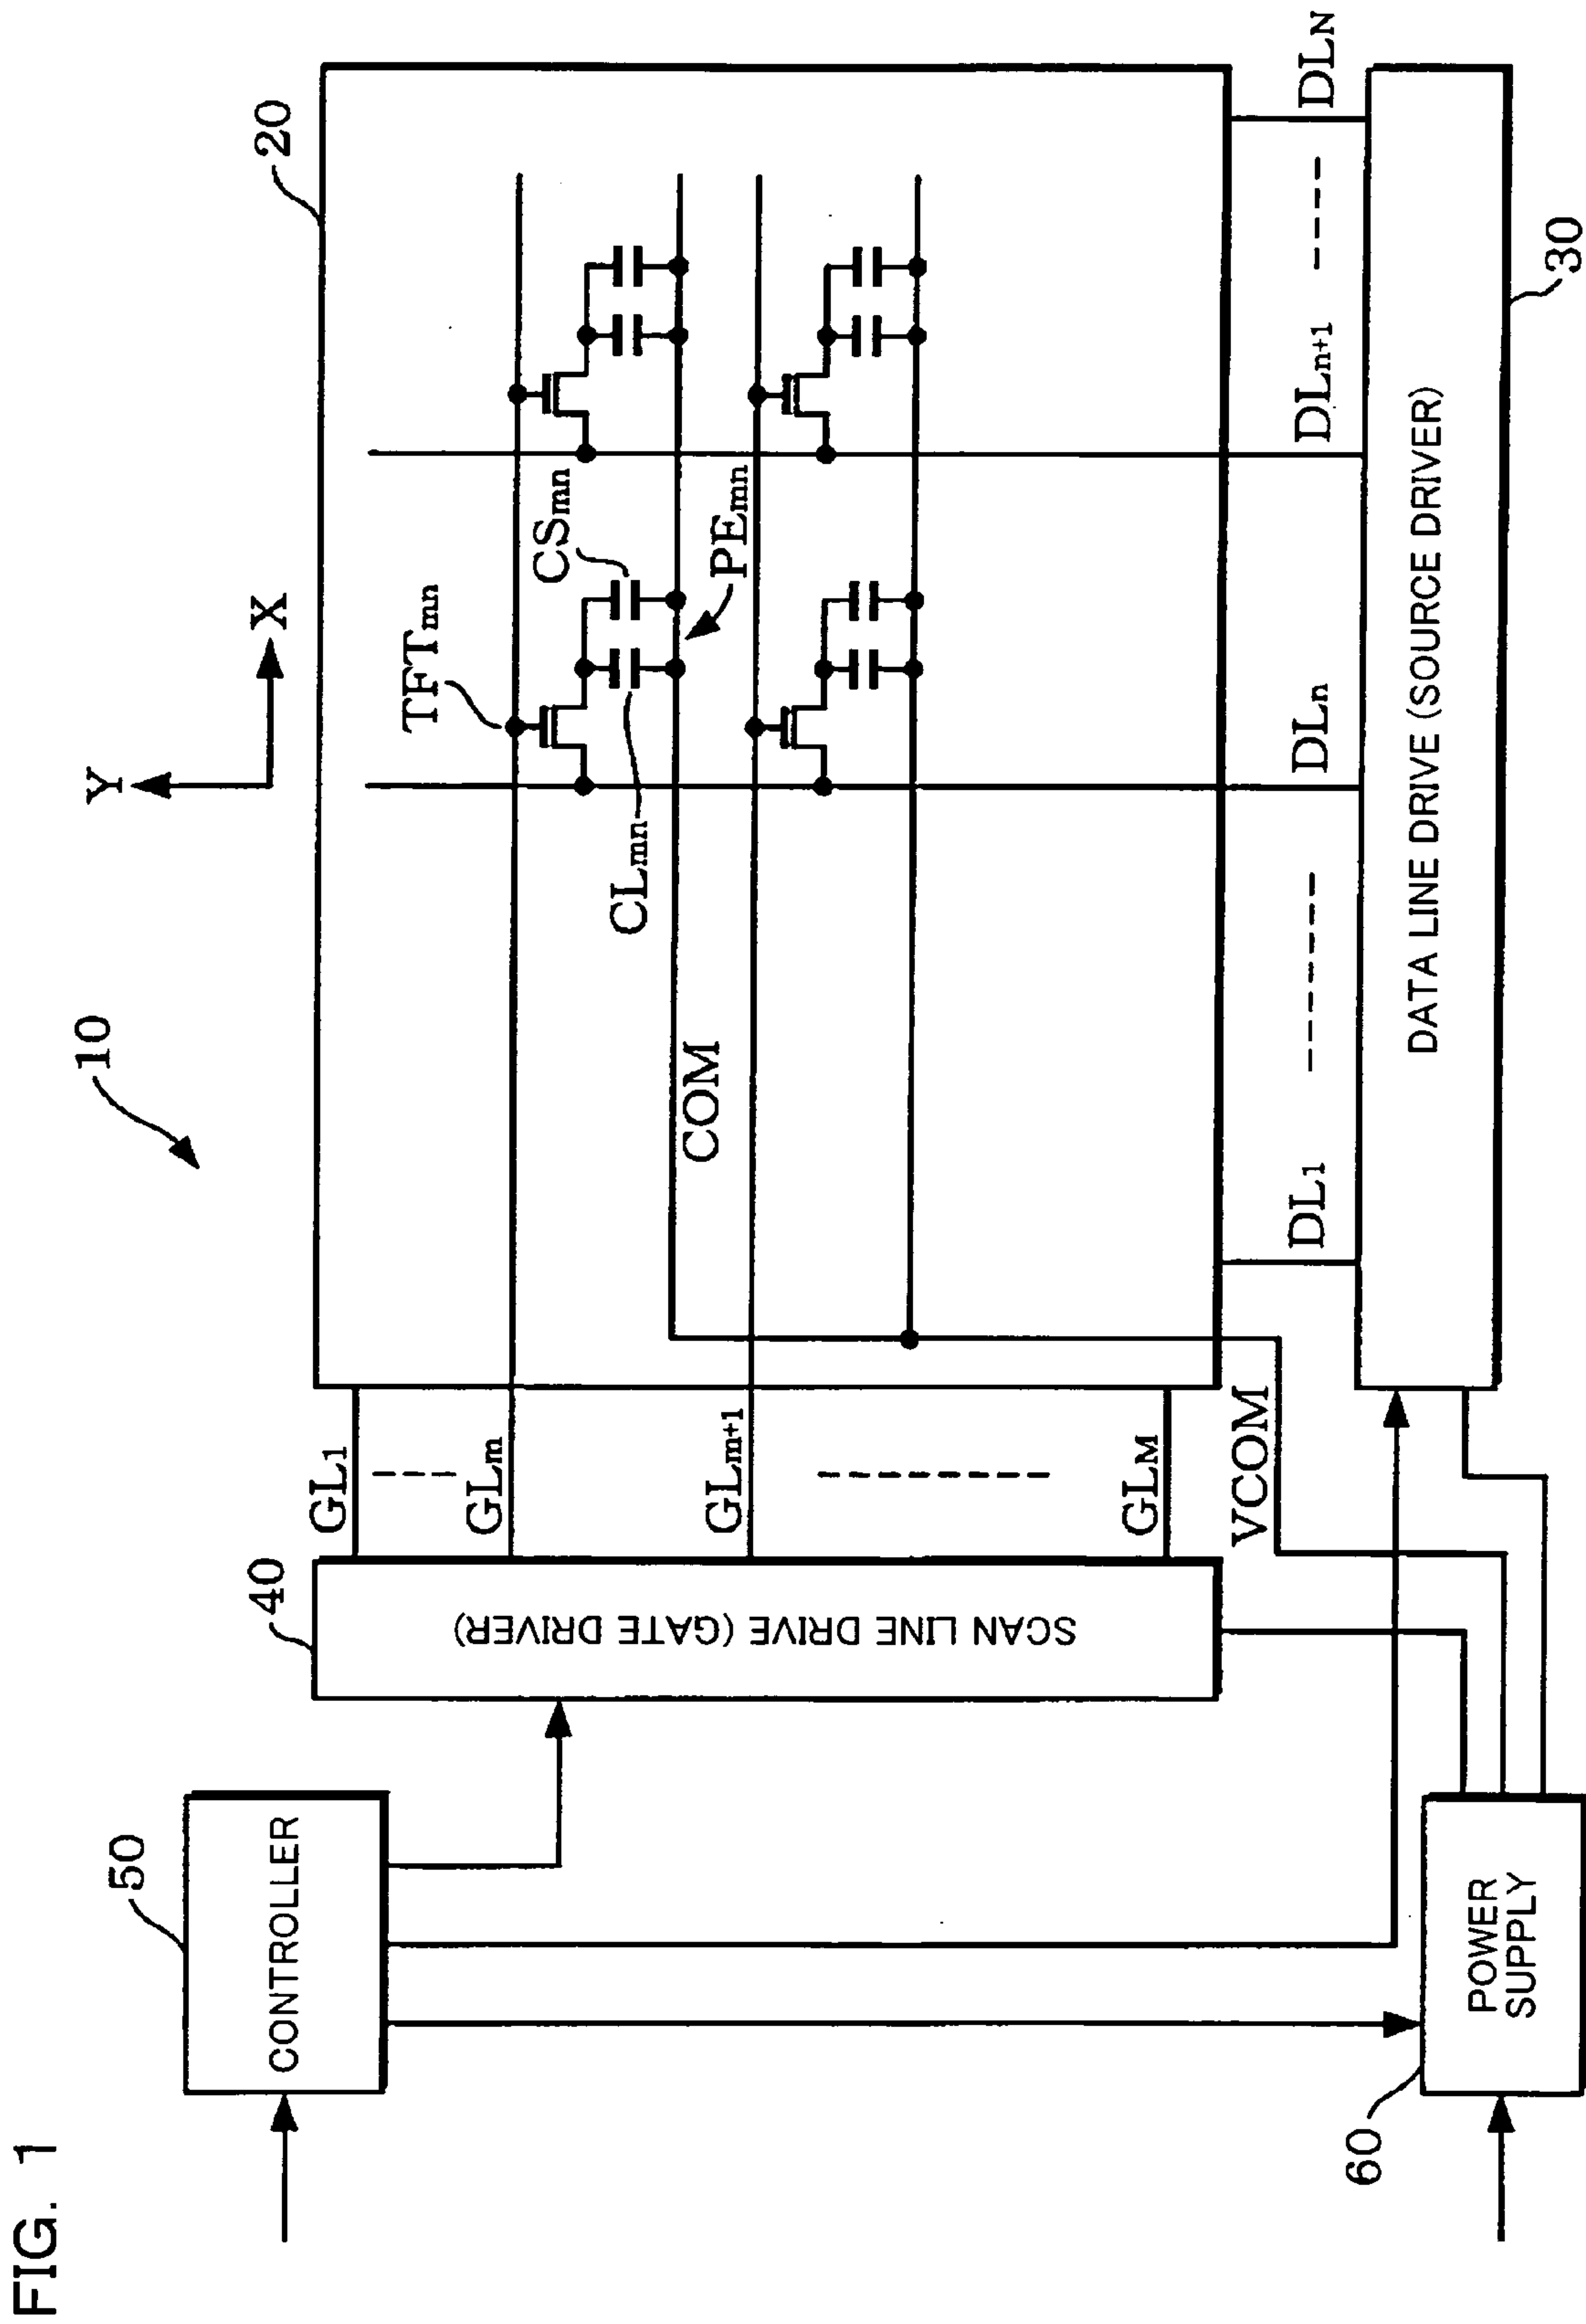 FIG. 1
10
Y
X
20
50
CONTROLLER
40
SCAN LINE DRIVE (GATE DRIVER)
GL1
GLm
GLm+1
GLM
VCOM
COM
TFTmn
CSmn
CLmn
PEmn
DL1
DLn
DLn+1
DLN
DATA LINE DRIVE (SOURCE DRIVER)
30
60
POWER
SUPPLY